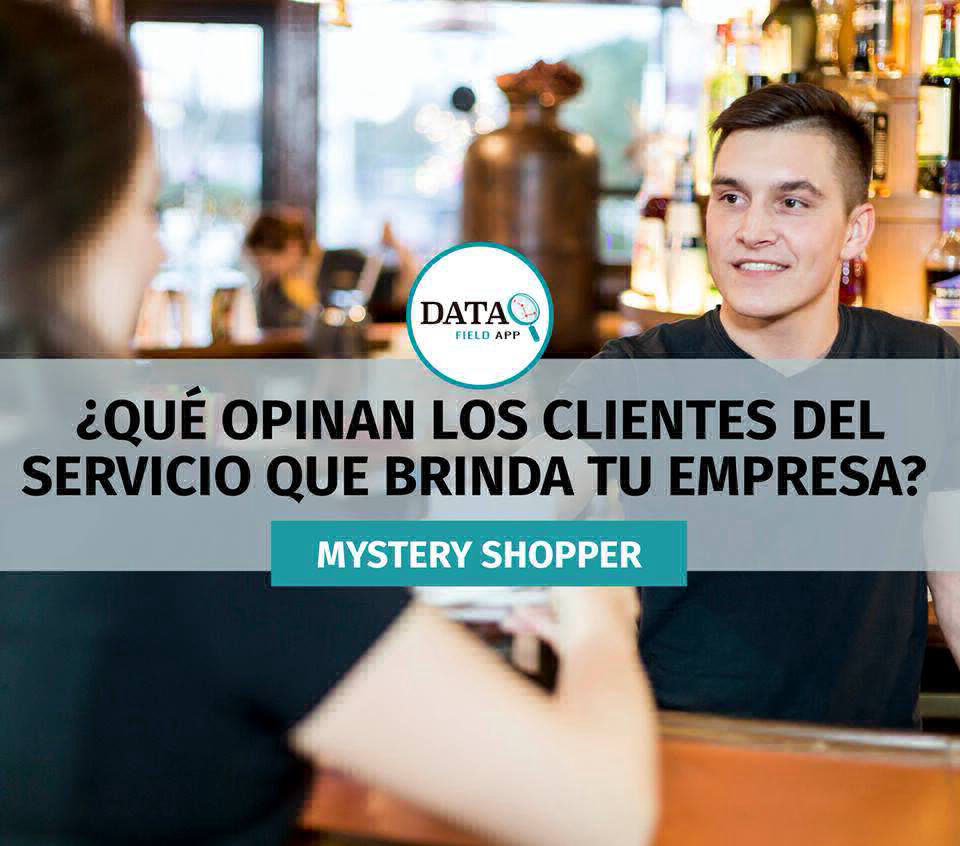 DATA
FIELD APP
¿QUÉ OPINAN LOS CLIENTES DEL
SERVICIO QUE BRINDA TU EMPRESA?
MYSTERY SHOPPER